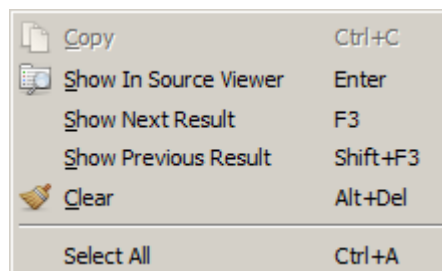 Copy Ctrl+C
Show In Source Viewer Enter
Show Next Result F3
Show Previous Result Shift+F3
Clear Alt+Del
Select All Ctrl+A